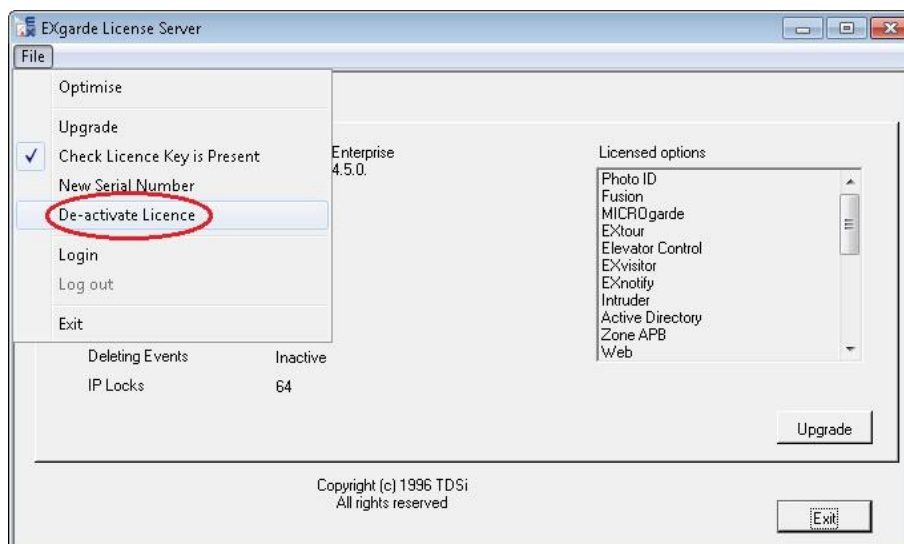 EXgarde License Server
File
Optimise
Upgrade
Check Licence Key is Present
New Serial Number
De-activate Licence
Login
Log out
Exit
Enterprise
4.5.0.
Deleting Events Inactive
IP Locks 64
Licensed options
Photo ID
Fusion
MICROgarde
EXtour
Elevator Control
EXvisitor
EXnotify
Intruder
Active Directory
Zone APB
Web
Upgrade
Copyright (c) 1996 TDSi
All rights reserved
Exit